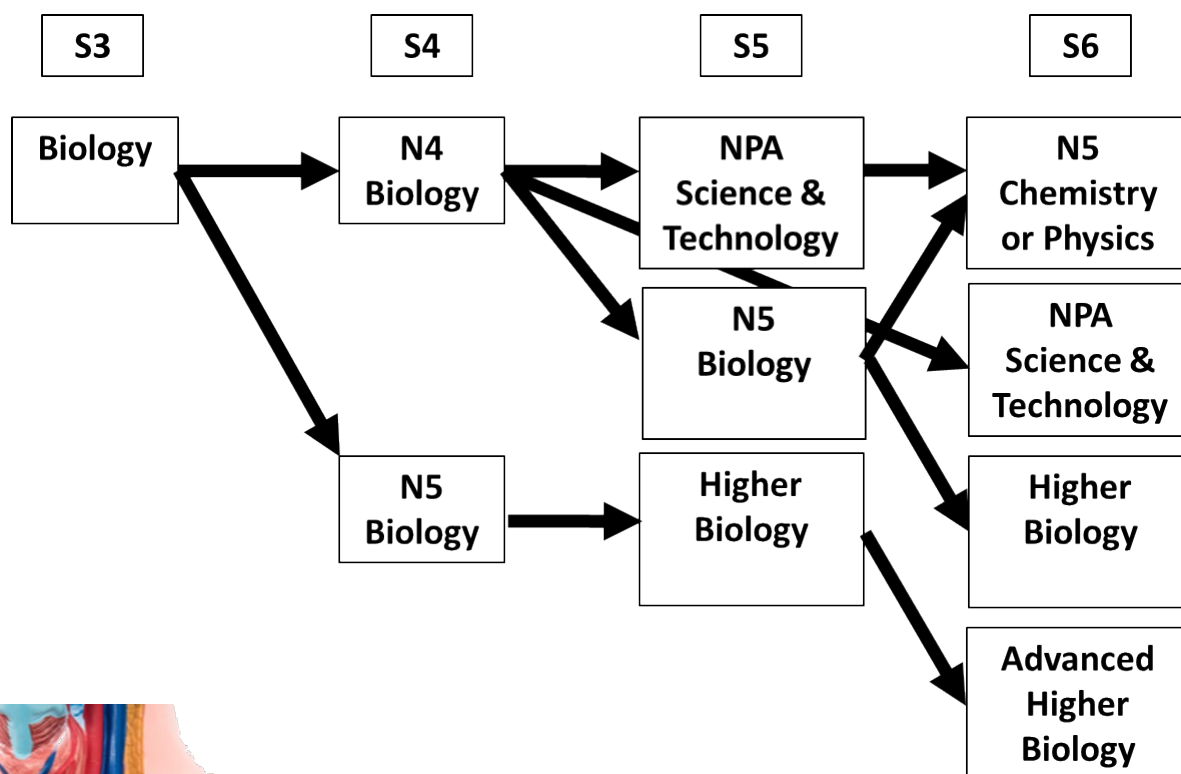 S3
S4
S5
S6
Biology
N4
Biology
NPA
Science &
Technology
N5
Chemistry
or Physics
N5
Biology
NPA
Science &
Technology
N5
Biology
Higher
Biology
Higher
Biology
Advanced
Higher
Biology